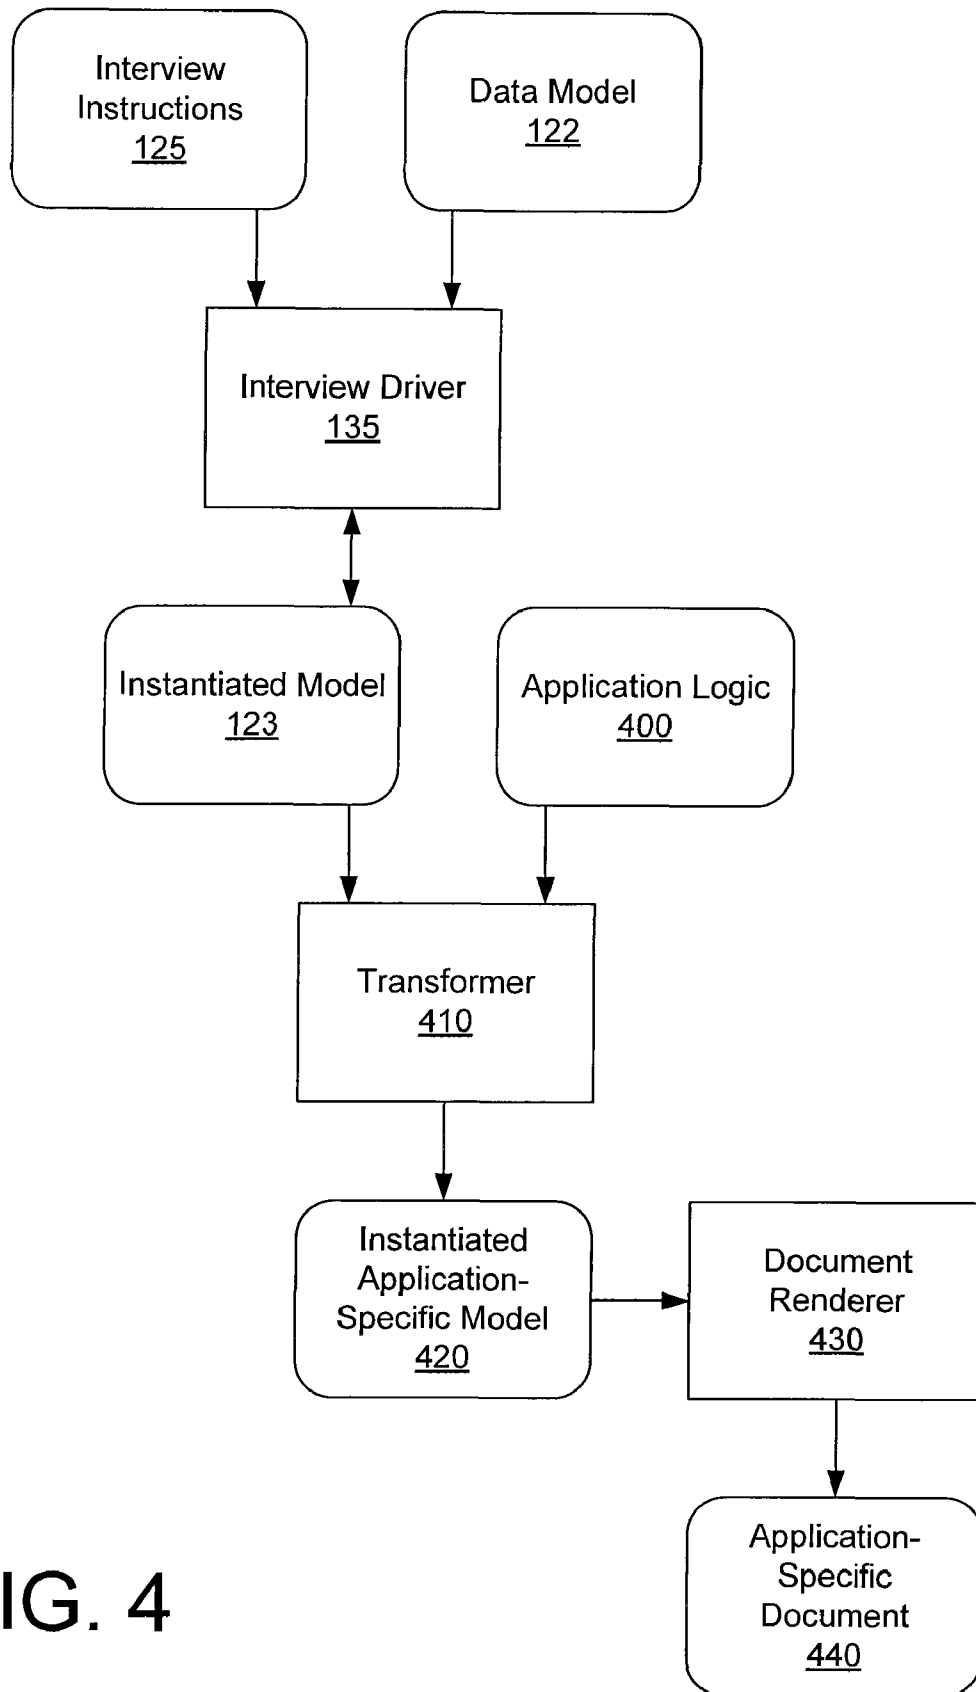 Interview
Instructions
125
Data Model
122
Interview Driver
135
Instantiated Model
123
Application Logic
400
Transformer
410
Instantiated
Application-
Specific Model
420
Document
Renderer
430
Application-
Specific
Document
440
IG. 4